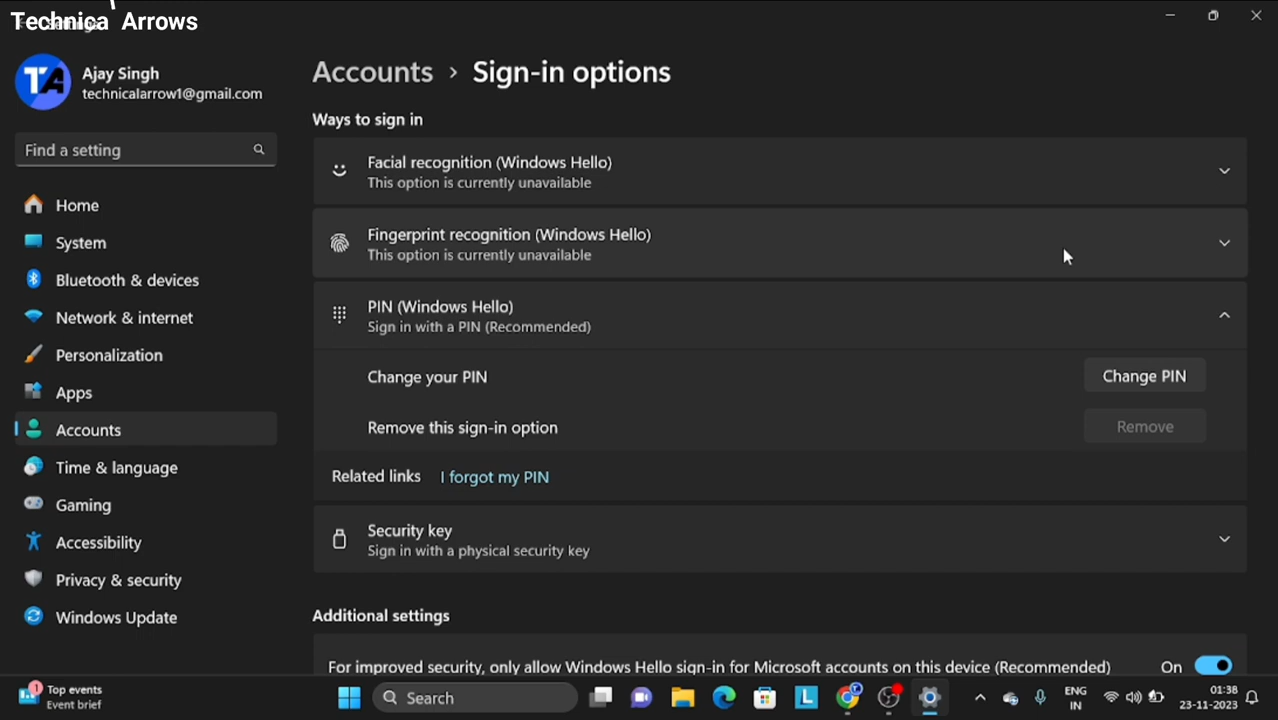 Technica Arrows
Ajay Singh
technicalarrow1@gmail.com
Find a setting
Home
System
Bluetooth & devices
Network & internet
Personalization
Apps
Accounts
Time & language
Gaming
Accessibility
Privacy & security
Windows Update
Accounts > Sign-in options
Ways to sign in
Facial recognition (Windows Hello)
This option is currently unavailable
Fingerprint recognition (Windows Hello)
This option is currently unavailable
PIN (Windows Hello)
Sign in with a PIN (Recommended)
Change your PIN
Change PIN
Remove this sign-in option
Remove
Related links I forgot my PIN
Security key
Sign in with a physical security key
Additional settings
For improved security, only allow Windows Hello sign-in for Microsoft accounts on this device (Recommended) On
1
Top events
Event brief
Search
ENG
IN
01:38
23-11-2023